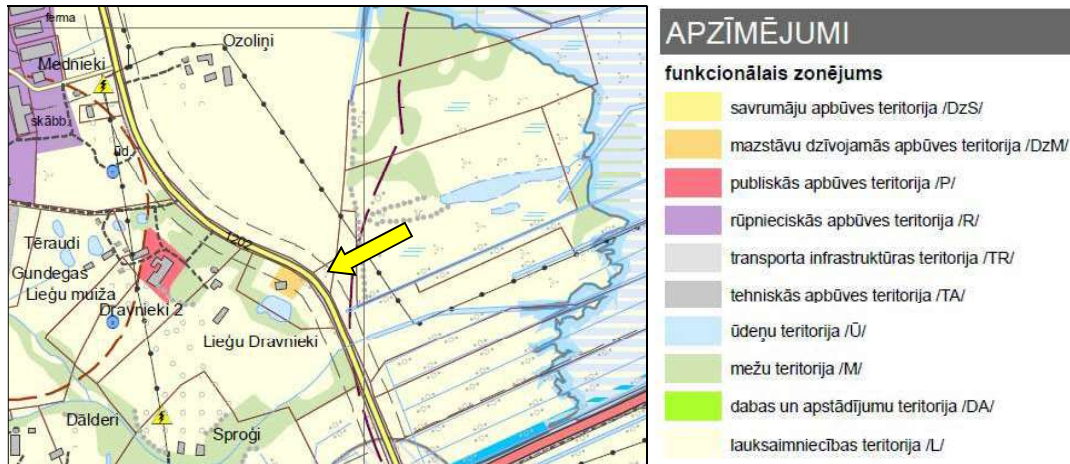 ferma
Ozoliņi
Mednieki
skābb.
ūd.
1202
Tēraudi
Gundegas
Lieģu muiža
Dravnieki 2
Lieģu Dravnieki
Dālderi
Sproģi
APZĪMĒJUMI
funkcionālais zonējums
savrumāju apbūves teritorija /DzS/
mazstāvu dzīvojamās apbūves teritorija /DzM/
publiskās apbūves teritorija /P/
rūpnieciskās apbūves teritorija /R/
transporta infrastruktūras teritorija /TR/
tehniskās apbūves teritorija /TA/
ūdeņu teritorija /Ū/
mežu teritorija /M/
dabas un apstādījumu teritorija /DA/
lauksaimniecības teritorija /L/